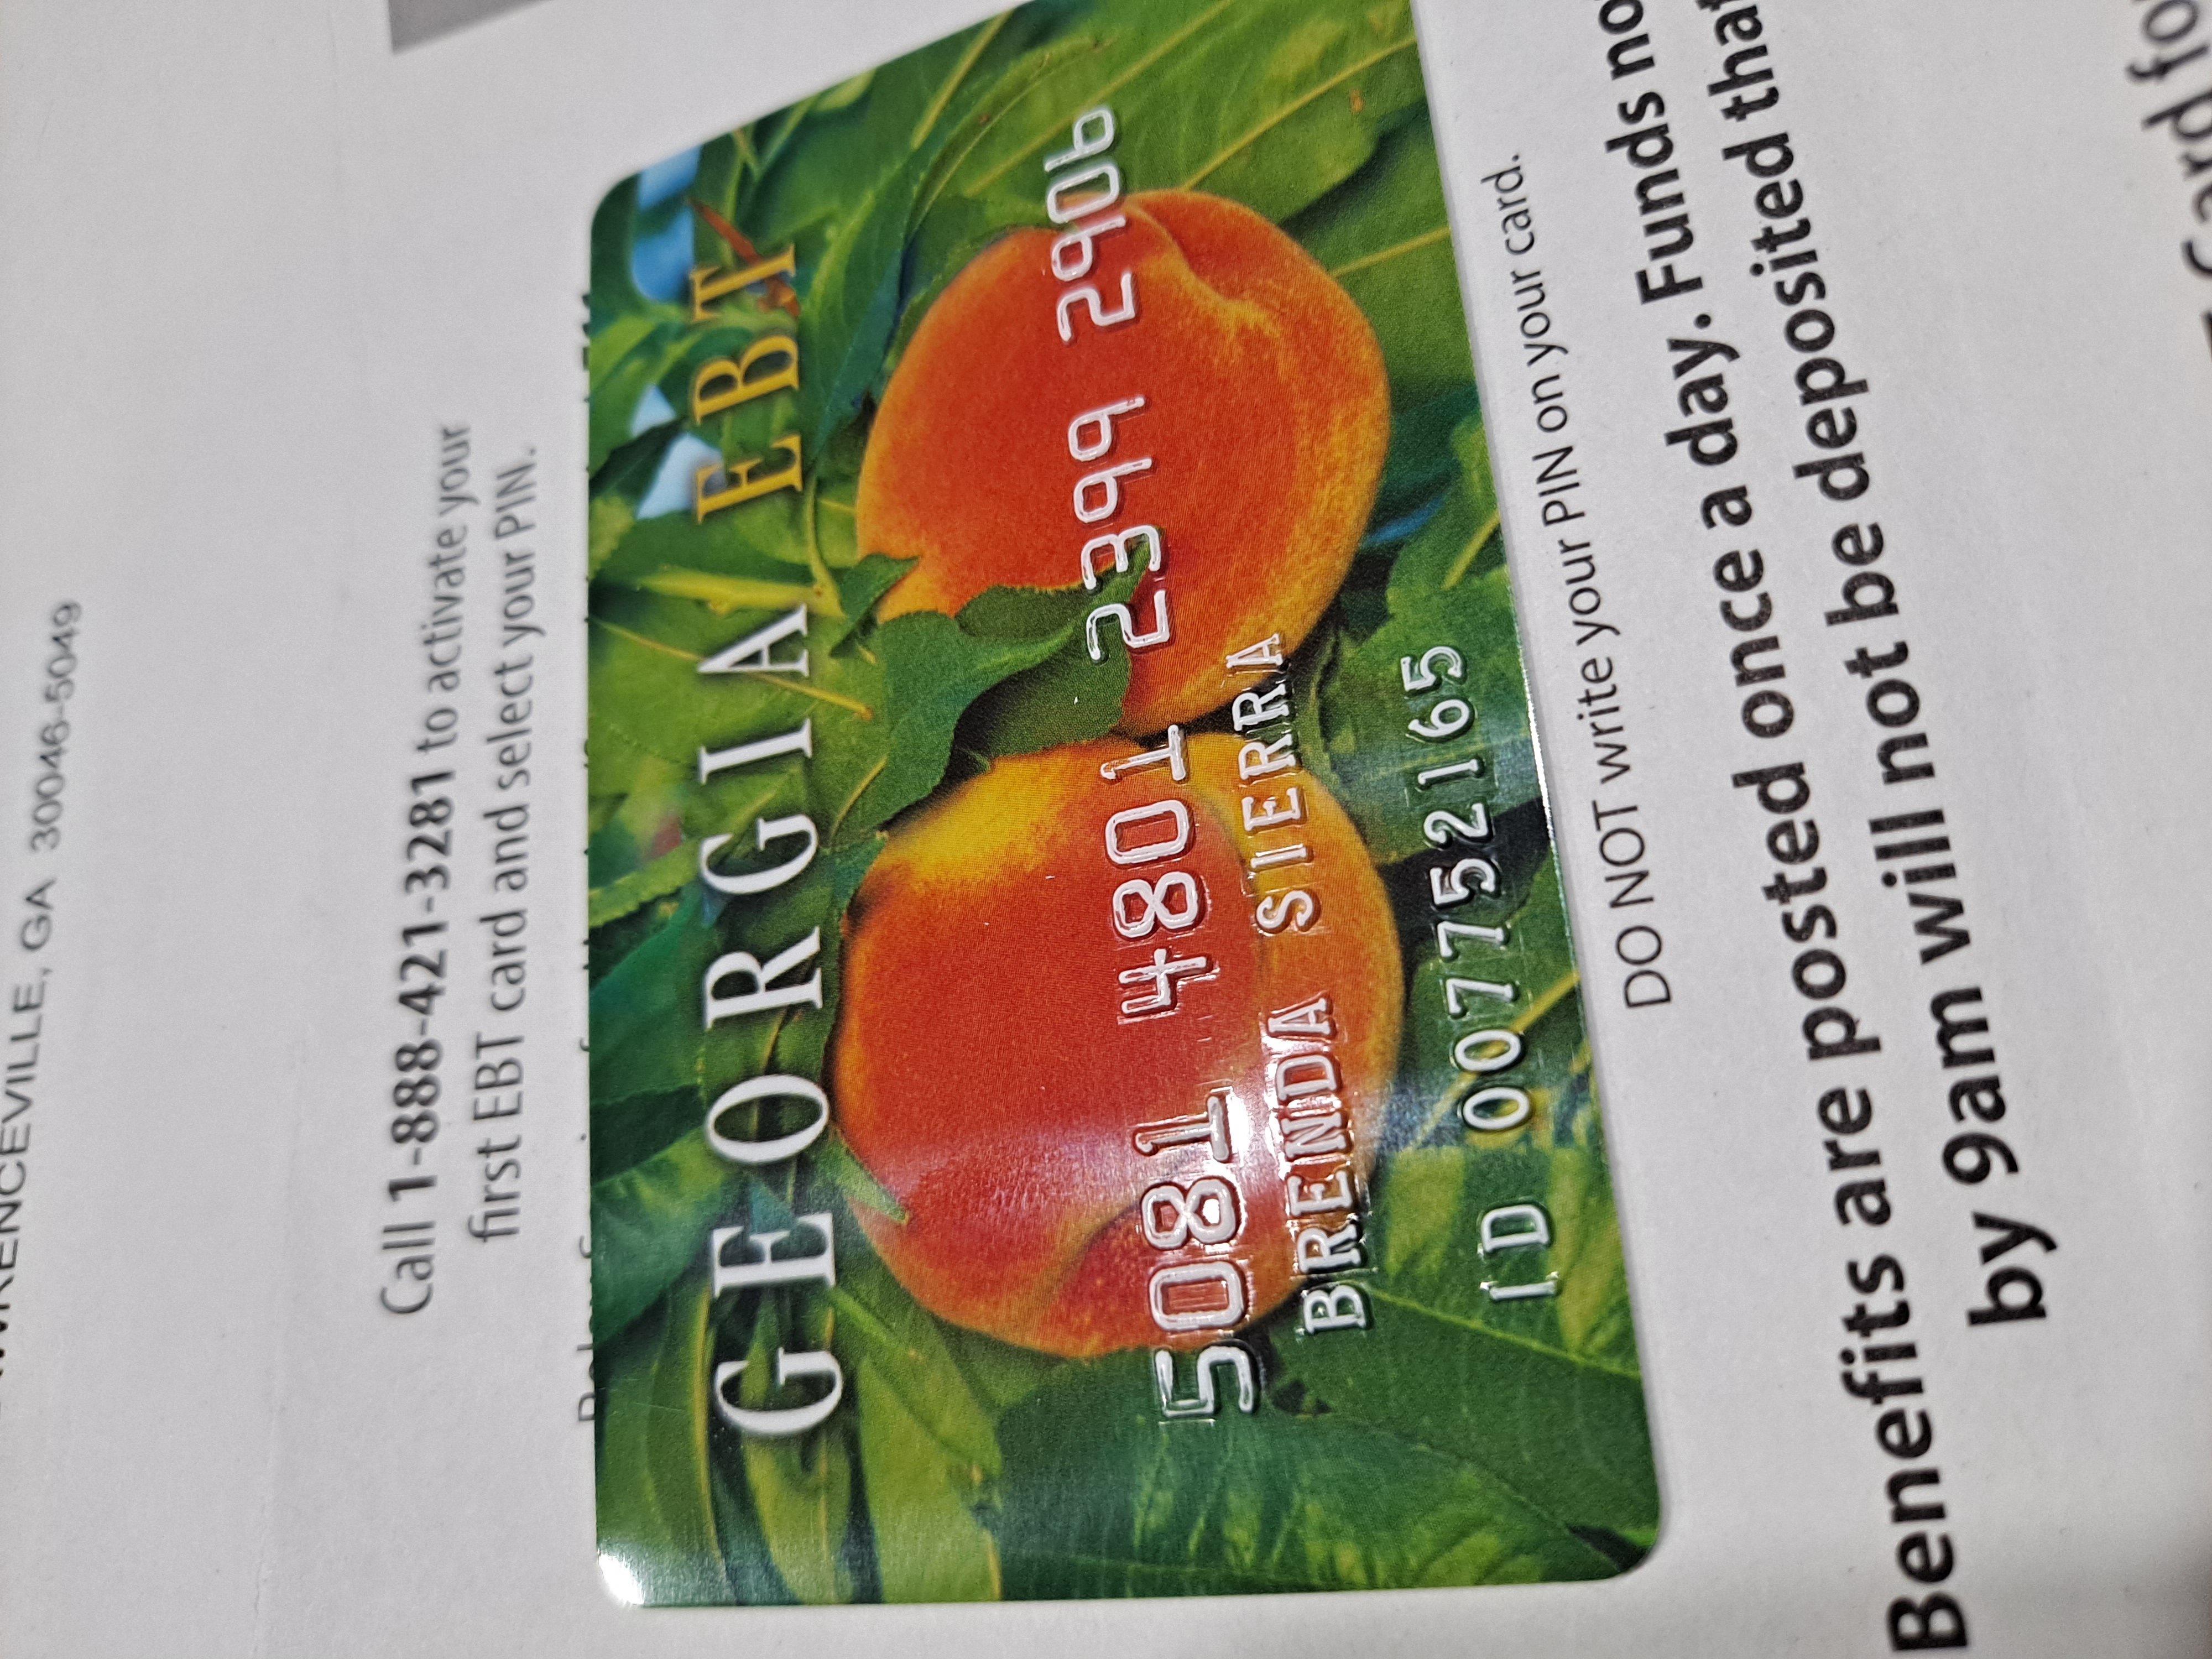 GA 30046-5049
Call 1-888-421-3281 to activate your
first EBT card and select your PIN.
GEORGIA EBT
5081 4801 2399 2906
BRENDA SIERRA
ID 007752165
DO NOT write your PIN on your card.
Benefits are posted once a day. Funds
by 9am will not be deposited